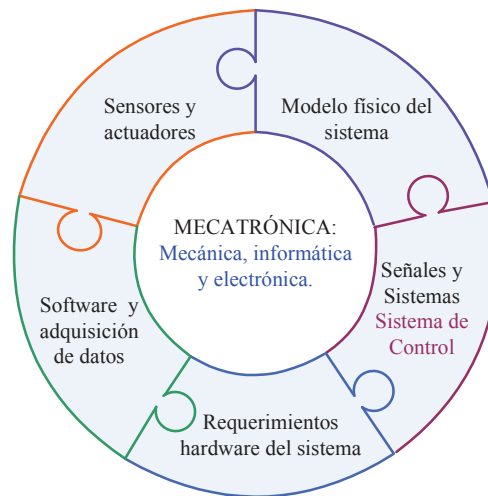 Sensores y
actuadores
Modelo físico del
sistema
MECATRÓNICA:
Mecánica, informática
y electrónica.
Señales y
Sistemas
Sistema de
Control
Software y
adquisición
de datos
Requerimientos
hardware del sistema